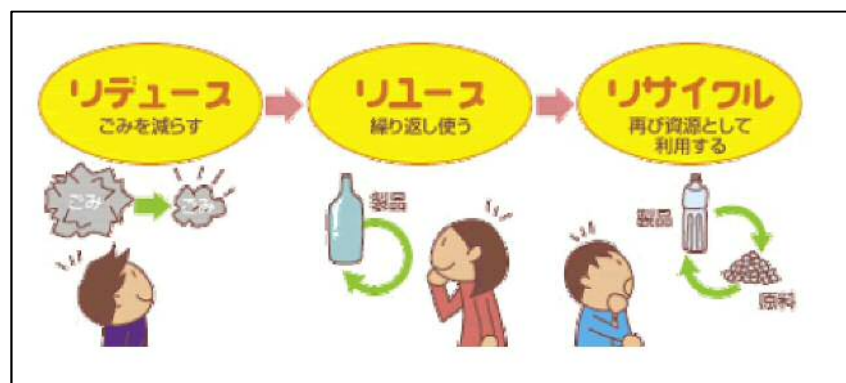 リデュース
ごみを減らす
リユース
繰り返し使う
リサイクル
再び資源として
利用する
ごみ
ごみ
製品
製品
原料